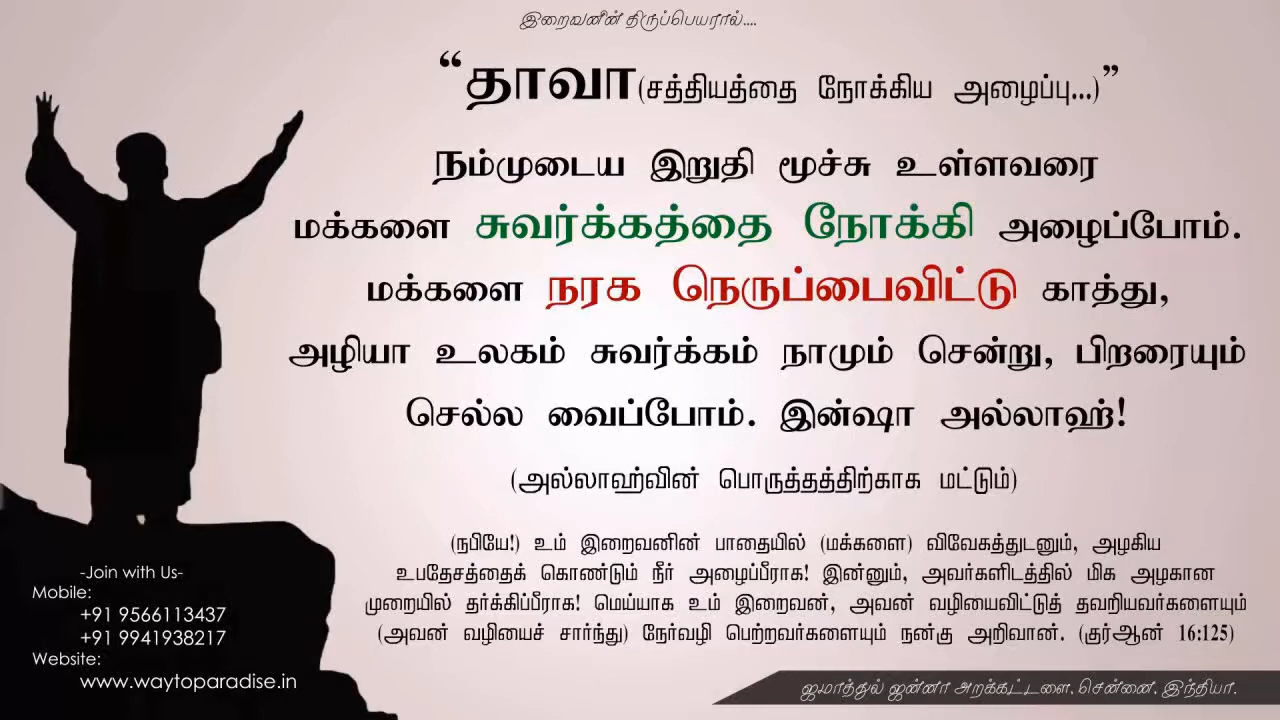 இறைவனின் திருப்பெயரால்....
“தாவா(சத்தியத்தை நோக்கிய அழைப்பு...)”
நம்முடைய இறுதி மூச்சு உள்ளவரை
மக்களை சுவர்க்கத்தை நோக்கி அழைப்போம்.
மக்களை நரக நெருப்பைவிட்டு காத்து,
அழியா உலகம் சுவர்க்கம் நாமும் சென்று, பிறரையும்
செல்ல வைப்போம். இன்ஷா அல்லாஹ்!
(அல்லாஹ்வின் பொருத்தத்திற்காக மட்டும்)
(நபியே!) உம் இறைவனின் பாதையில் (மக்களை) விவேகத்துடனும், அழகிய
உபதேசத்தைக் கொண்டும் நீர் அழைப்பீராக! இன்னும், அவர்களிடத்தில் மிக அழகான
முறையில் தர்க்கிப்பீராக! மெய்யாக உம் இறைவன், அவன் வழியைவிட்டுத் தவறியவர்களையும்
(அவன் வழியைச் சார்ந்து) நேர்வழி பெற்றவர்களையும் நன்கு அறிவான். (குர்ஆன் 16:125)
-Join with Us-
Mobile:
+91 9566113437
+91 9941938217
Website:
www.waytoparadise.in
ஜமாத்துல் ஜன்னா அறக்கட்டளை, சென்னை, இந்தியா.